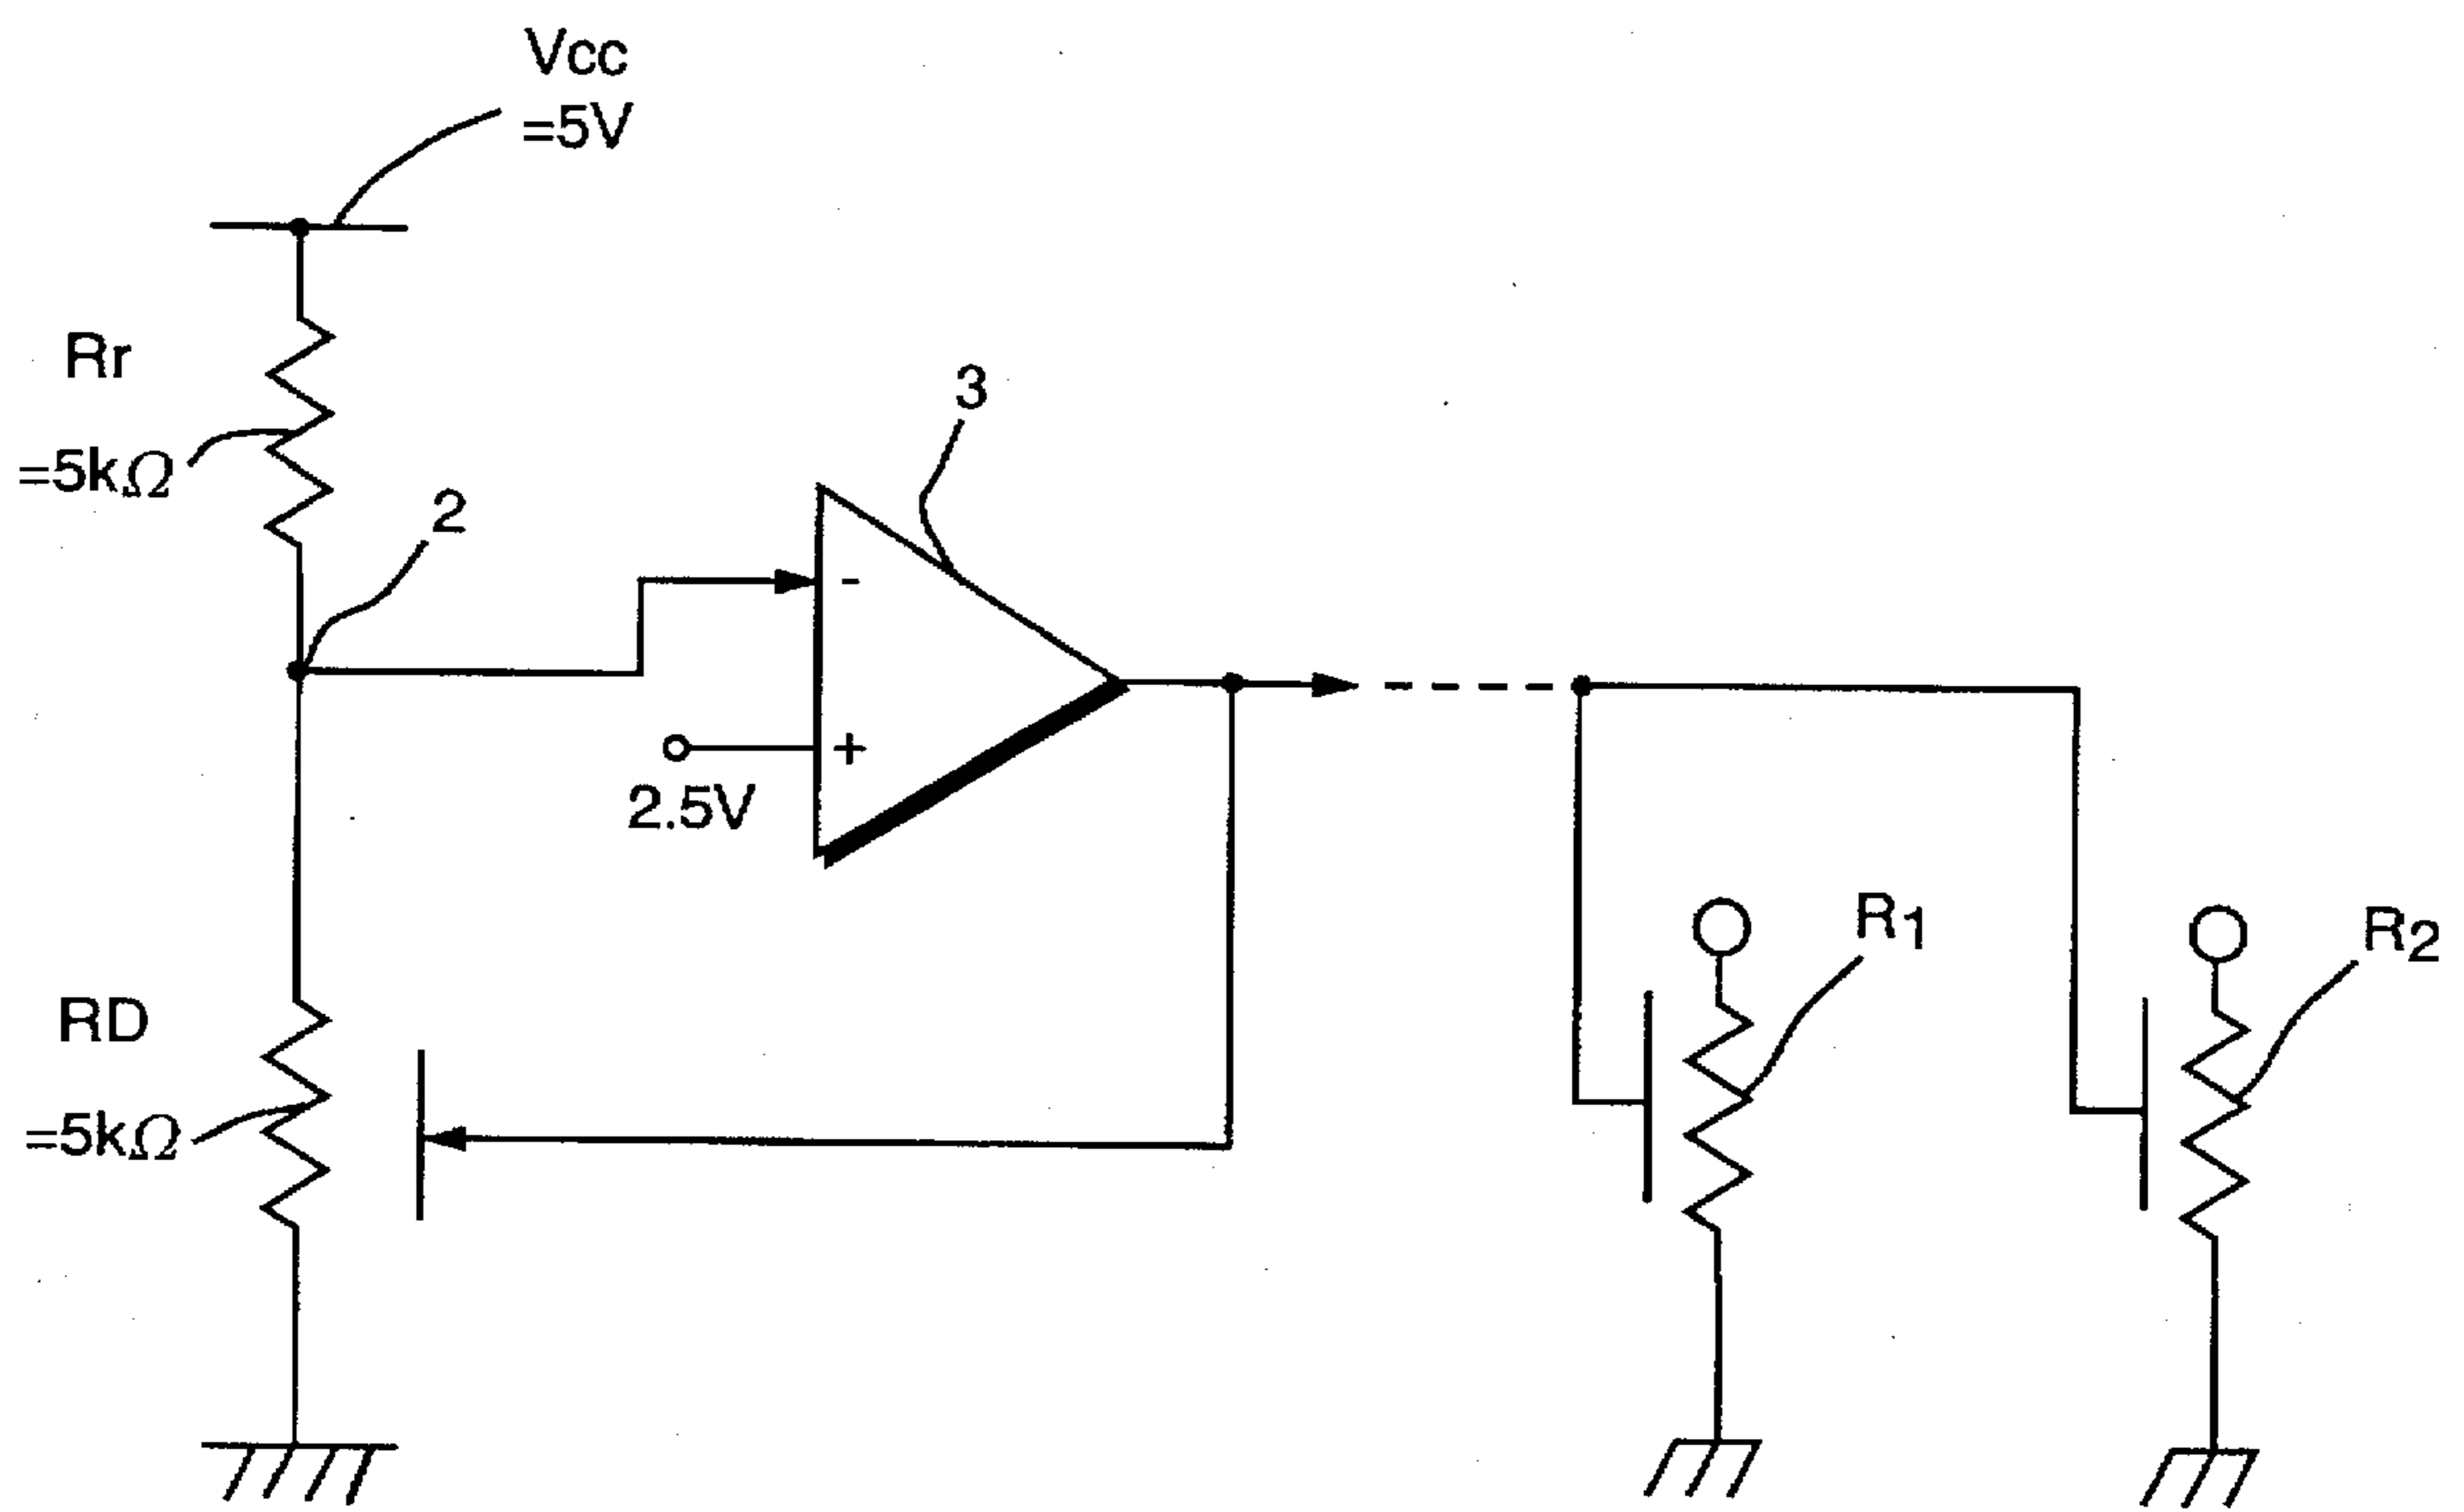 Vcc
=5V
Rr
=5kΩ
2
3
-
+
2.5V
RD
=5kΩ
R1
R2